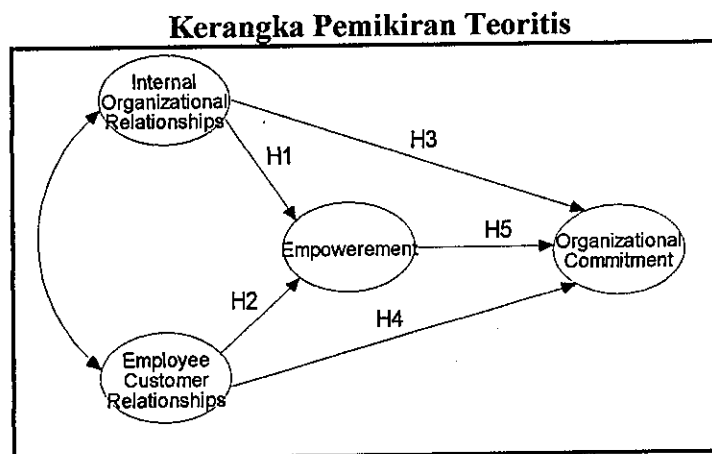 Kerangka Pemikiran Teoritis
Internal
Organizational
Relationships
H3
H1
Empowerement
H5
Organizational
Commitment
H2
H4
Employee
Customer
Relationships